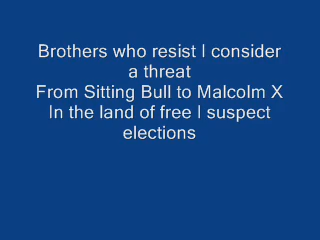 Brothers who resist I consider
a threat
From Sitting Bull to Malcolm X
In the land of free I suspect
elections